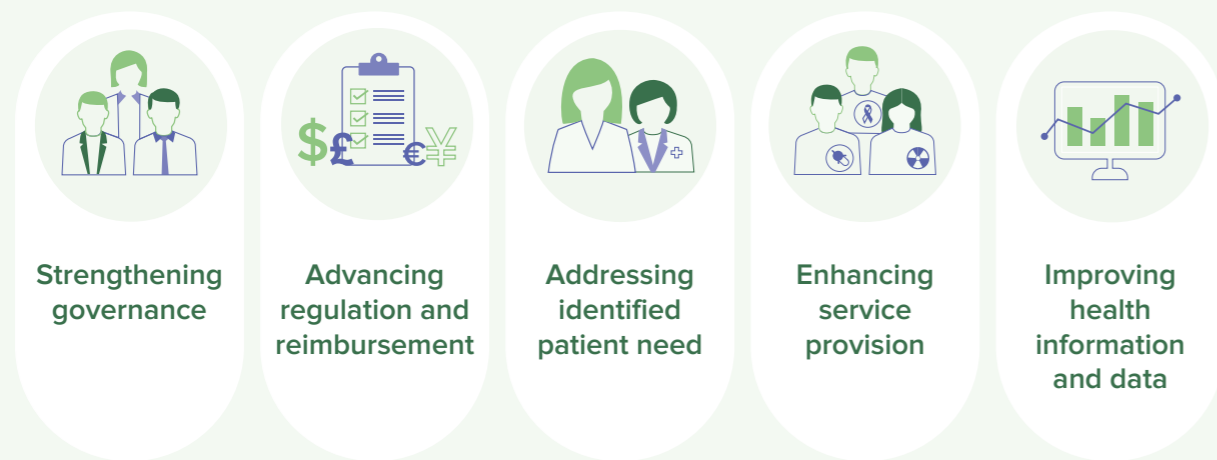 $
£
€
¥
Strengthening
governance
Advancing
regulation and
reimbursement
Addressing
identified
patient need
Enhancing
service
provision
Improving
health
information
and data